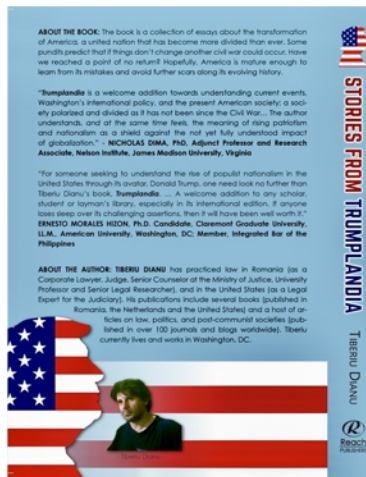 ABOUT THE BOOK: The book is a collection of essays about the transformation
of America, a united nation that has become more divided than ever. Some
pundits predict that if things don't change another civil war could occur. Have
we reached a point of no return? Hopefully, America is mature enough to
learn from its mistakes and avoid further scars along its evolving history.
"Trumplandia is a welcome addition towards understanding current events,
Washington's international policy, and the present American society; a soci-
ety polarized and divided as it has not been since the Civil War... The author
understands, and at the same time feels, the meaning of rising patriotism
and nationalism as a shield against the not yet fully understood impact
of globalization." - NICHOLAS DIMA, PhD, Adjunct Professor and Research
Associate, Nelson Institute, James Madison University, Virginia
"For someone seeking to understand the rise of populist nationalism in the
United States through its avatar, Donald Trump, one need look no further than
Tiberiu Dianu's book, Trumplandia. ... A welcome addition to any scholar,
student or layman's library, especially in its international edition. If anyone
loses sleep over its challenging assertions, then it will have been well worth it."
ERNESTO MORALES HIZON, Ph.D. Candidate, Claremont Graduate University,
LL.M., American University, Washington, DC; Member, Integrated Bar of the
Philippines
ABOUT THE AUTHOR: TIBERIU DIANU has practiced law in Romania (as a
Corporate Lawyer, Judge, Senior Counselor at the Ministry of Justice, University
Professor and Senior Legal Researcher), and in the United States (as a Legal
Expert for the Judiciary). His publications include several books (published in
Romania, the Netherlands and the United States) and a host of ar-
ticles on law, politics, and post-communist societies (pub-
lished in over 100 journals and blogs worldwide). Tiberiu
currently lives and works in Washington, DC.
Tiberiu Dianu
STORIES FROM TRUMPLANDIA
TIBERIU DIANU
R
Reach
PUBLISHERS